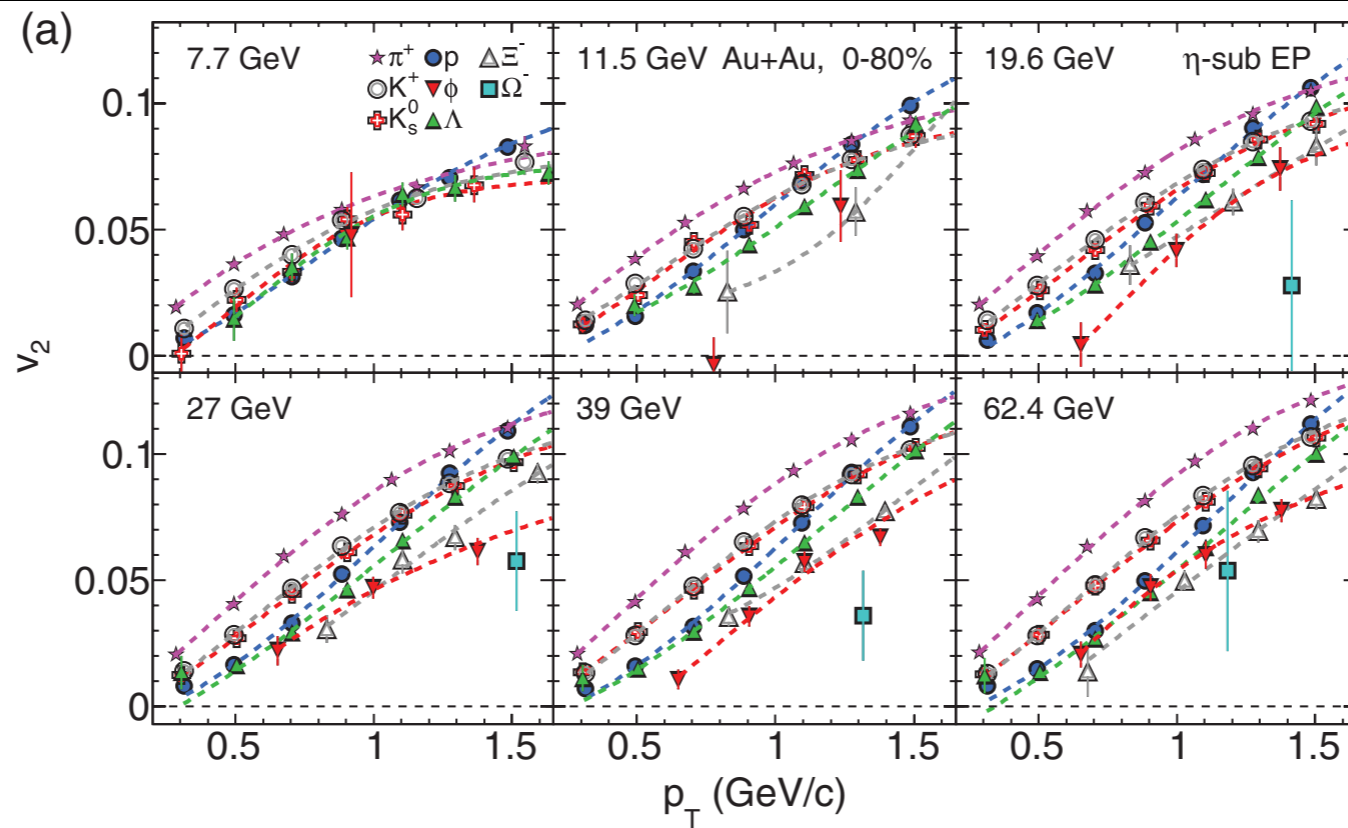 (a)
7.7 GeV
π⁺ p Ξ⁻
K⁺ ϕ Ω⁻
K⁰ₛ Λ
11.5 GeV Au+Au, 0-80%
19.6 GeV η-sub EP
0.1
0.05
0
v₂
27 GeV
39 GeV
62.4 GeV
0.1
0.05
0
0.5 1 1.5 0.5 1 1.5 0.5 1 1.5
p_T (GeV/c)